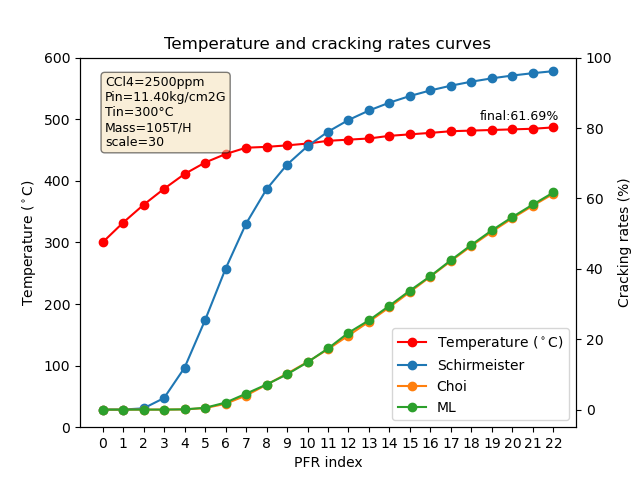 Temperature and cracking rates curves
CCl4=2500ppm
Pin=11.40kg/cm2G
Tin=300°C
Mass=105T/H
scale=30
final:61.69%
Temperature (°C)
600
500
400
300
200
100
0
Cracking rates (%)
100
80
60
40
20
0
Temperature (°C)
Schirmeister
Choi
ML
0 1 2 3 4 5 6 7 8 9 10 11 12 13 14 15 16 17 18 19 20 21 22
PFR index